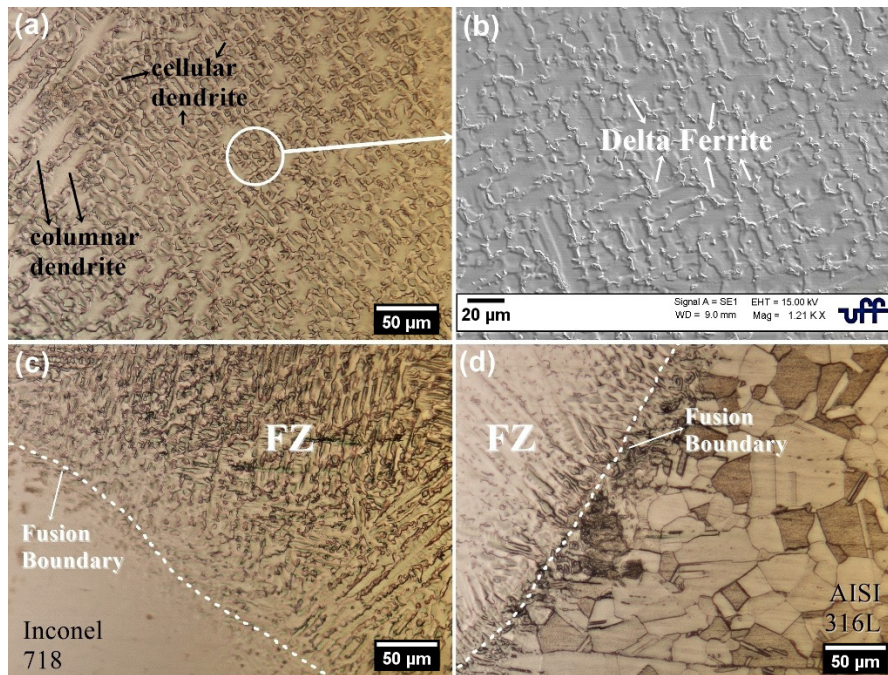 (a)
cellular
dendrite
columnar
dendrite
50 µm
(b)
Delta Ferrite
20 µm
Signal A = SE1 EHT = 15.00 kV
WD = 9.0 mm Mag = 1.21 K X
uff
(c)
FZ
Fusion
Boundary
Inconel
718
50 µm
(d)
FZ
Fusion
Boundary
AISI
316L
50 µm